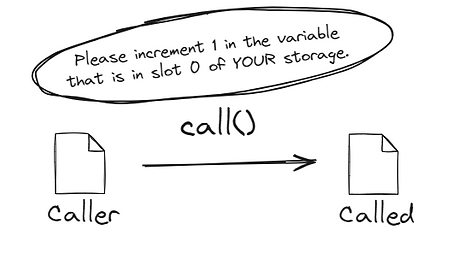 Please increment 1 in the variable
that is in slot 0 of YOUR storage.
call()
Caller
Called